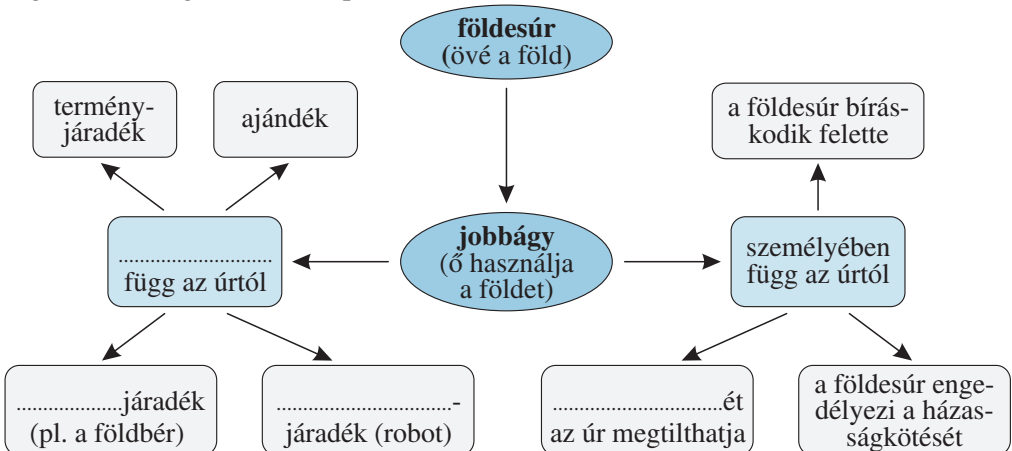 földesúr
(övé a föld)
termény-
járadék
ajándék
a földesúr bírás-
kodik felette
............................
függ az úrtól
jobbágy
(ő használja
a földet)
személyében
függ az úrtól
....................járadék
(pl. a földbér)
.................................-
járadék (robot)
...............................ét
az úr megtilthatja
a földesúr enge-
délyezi a házas-
ságkötését